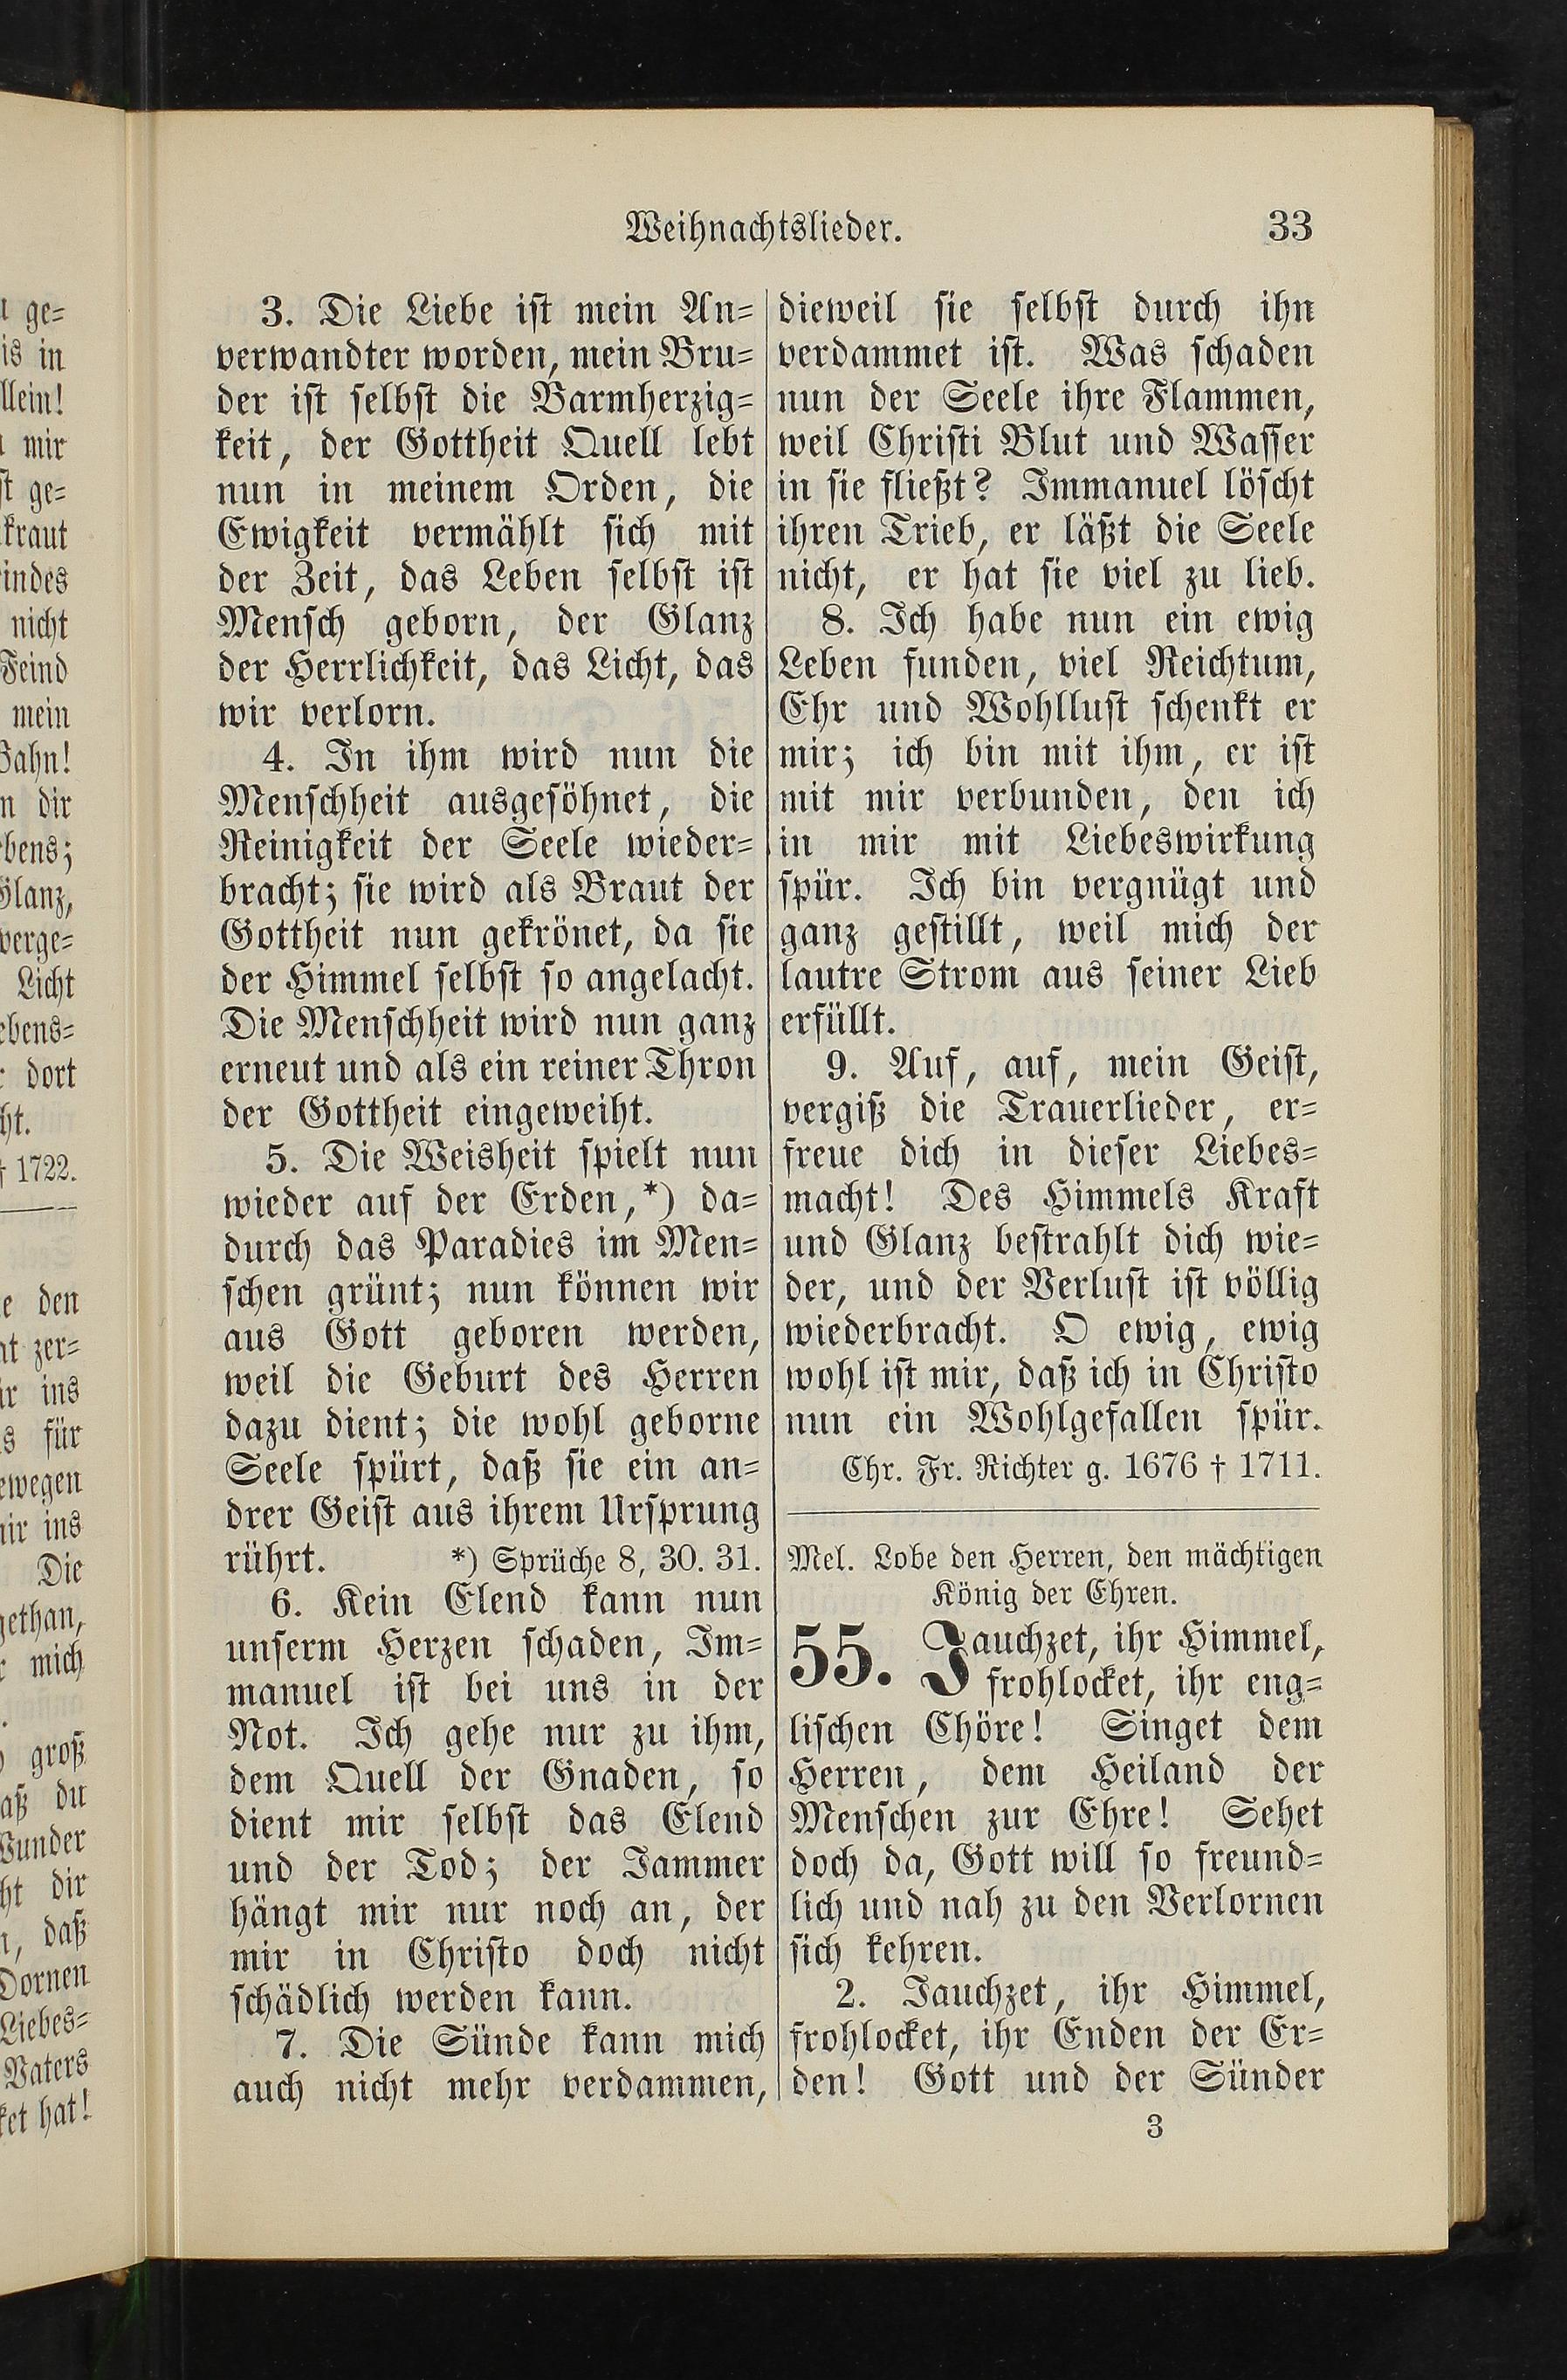 Weihnachtslieder. 33
3. Die Liebe ist mein An-
verwandter worden, mein Bru-
der ist selbst die Barmherzig-
keit, der Gottheit Quell lebt
nun in meinem Orden, die
Ewigkeit vermählt sich mit
der Zeit, das Leben selbst ist
Mensch geborn, der Glanz
der Herrlichkeit, das Licht, das
wir verlorn.
4. In ihm wird nun die
Menschheit ausgesöhnet, die
Reinigkeit der Seele wieder-
bracht; sie wird als Braut der
Gottheit nun gekrönet, da sie
der Himmel selbst so angelacht.
Die Menschheit wird nun ganz
erneut und als ein reiner Thron
der Gottheit eingeweiht.
5. Die Weisheit spielt nun
wieder auf der Erden,*) da-
durch das Paradies im Men-
schen grünt; nun können wir
aus Gott geboren werden,
weil die Geburt des Herren
dazu dient; die wohl geborne
Seele spürt, daß sie ein an-
drer Geist aus ihrem Ursprung
rührt. *) Sprüche 8, 30. 31.
6. Kein Elend kann nun
unserm Herzen schaden, Im-
manuel ist bei uns in der
Not. Ich gehe nur zu ihm,
dem Quell der Gnaden, so
dient mir selbst das Elend
und der Tod; der Jammer
hängt mir nur noch an, der
mir in Christo doch nicht
schädlich werden kann.
7. Die Sünde kann mich
auch nicht mehr verdammen,
dieweil sie selbst durch ihn
verdammet ist. Was schaden
nun der Seele ihre Flammen,
weil Christi Blut und Wasser
in sie fließt? Immanuel löscht
ihren Trieb, er läßt die Seele
nicht, er hat sie viel zu lieb.
8. Ich habe nun ein ewig
Leben funden, viel Reichtum,
Ehr und Wohllust schenkt er
mir; ich bin mit ihm, er ist
mit mir verbunden, den ich
in mir mit Liebeswirkung
spür. Ich bin vergnügt und
ganz gestillt, weil mich der
lautre Strom aus seiner Lieb
erfüllt.
9. Auf, auf, mein Geist,
vergiß die Trauerlieder, er-
freue dich in dieser Liebes-
macht! Des Himmels Kraft
und Glanz bestrahlt dich wie-
der, und der Verlust ist völlig
wiederbracht. O ewig, ewig
wohl ist mir, daß ich in Christo
nun ein Wohlgefallen spür.
Chr. Fr. Richter g. 1676 † 1711.
Mel. Lobe den Herren, den mächtigen
König der Ehren.
55. Jauchzet, ihr Himmel,
frohlocket, ihr eng-
lischen Chöre! Singet dem
Herren, dem Heiland der
Menschen zur Ehre! Sehet
doch da, Gott will so freund-
lich und nah zu den Verlornen
sich kehren.
2. Jauchzet, ihr Himmel,
frohlocket, ihr Enden der Er-
den! Gott und der Sünder
3